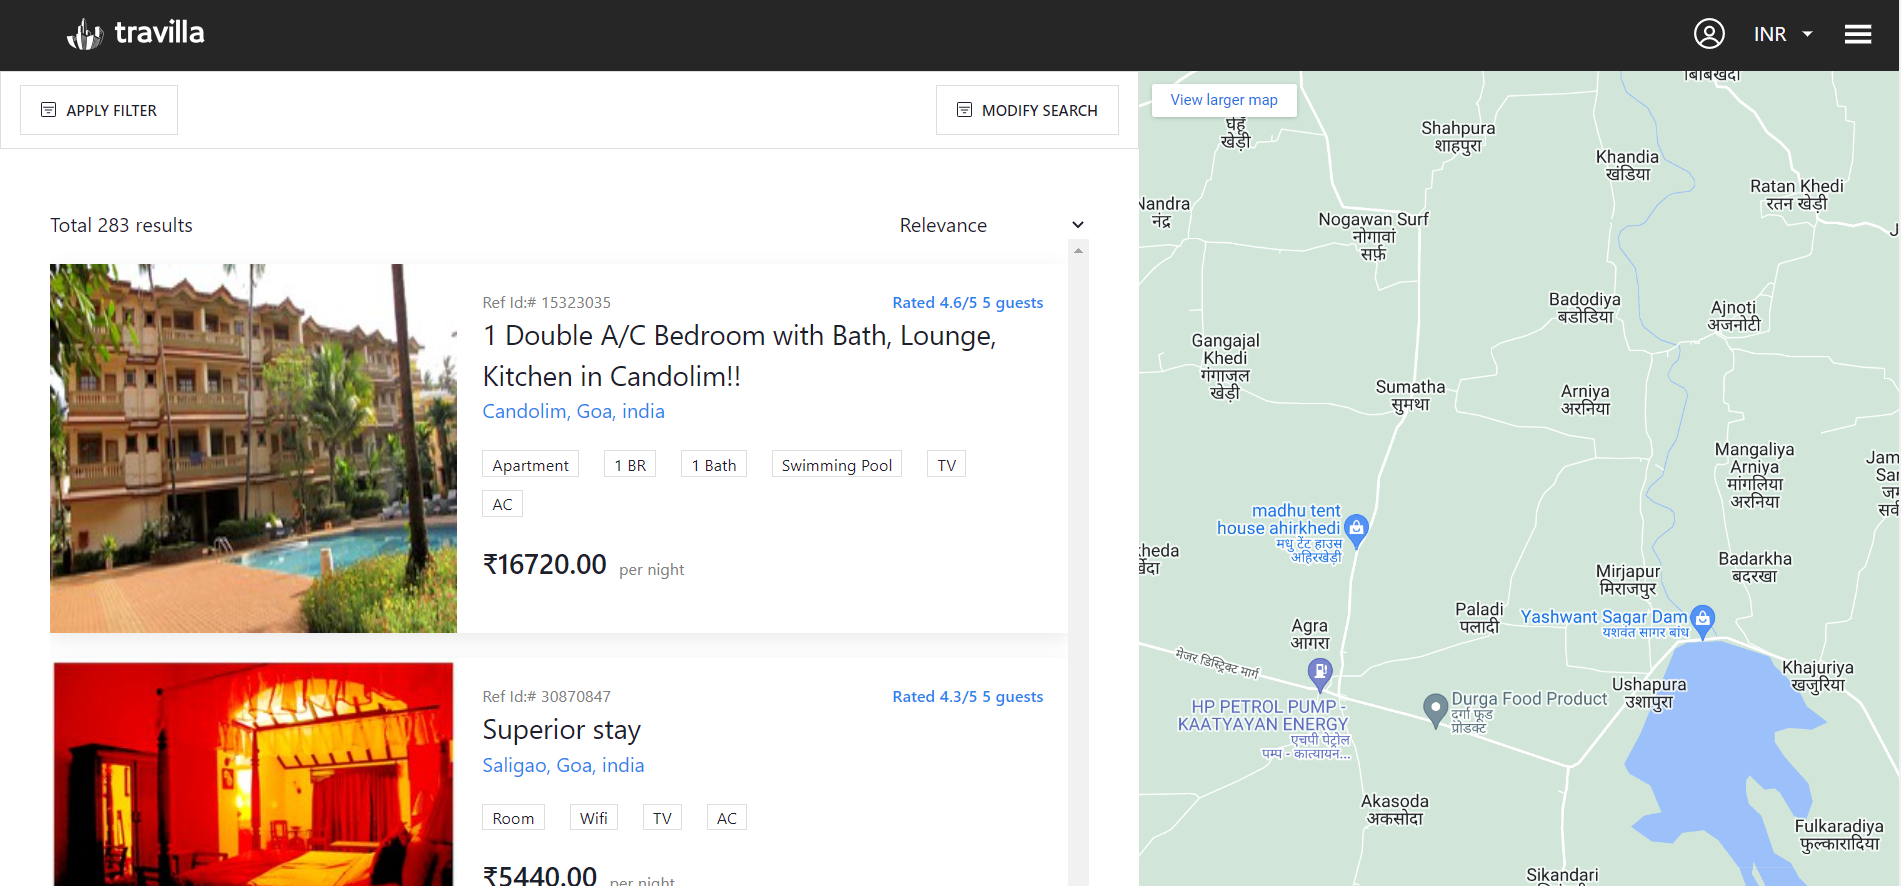 travilla
INR
APPLY FILTER
MODIFY SEARCH
Total 283 results
Relevance
Ref Id:# 15323035
Rated 4.6/5 5 guests
1 Double A/C Bedroom with Bath, Lounge,
Kitchen in Candolim!!
Candolim, Goa, india
Apartment
1 BR
1 Bath
Swimming Pool
TV
AC
₹16720.00 per night
Ref Id:# 30870847
Rated 4.3/5 5 guests
Superior stay
Saligao, Goa, india
Room
Wifi
TV
AC
₹5440.00 per night
View larger map
खेड़ी
Shahpura
शाहपुरा
Khandia
खंडिया
Ratan Khedi
रतन खेड़ी
Nandra
नंद्र
Nogawan Surf
नोगावां
सर्फ़
Badodiya
बडोडिया
Ajnoti
अजनोटी
Gangajal
Khedi
गंगाजल
खेड़ी
Sumatha
सुमथा
Arniya
अरनिया
Mangaliya
Arniya
मांगलिया
अरनिया
madhu tent
house ahirkhedi
मधु टेंट हाउस
अहिरखेड़ी
Badarkha
बदरखा
Mirjapur
मिराजपुर
Paladi
पलादी
Yashwant Sagar Dam
यशवंत सागर बांध
Agra
आगरा
मेजर डिस्ट्रिक्ट मार्ग
HP PETROL PUMP -
KAATYAYAN ENERGY
एचपी पेट्रोल
पम्प - कात्यायन...
Durga Food Product
दुर्गा फूड
प्रोडक्ट
Ushapura
उशापुरा
Khajuriya
खजुरिया
Akasoda
अकसोदा
Fulkaradiya
फुल्कारादिया
Sikandari